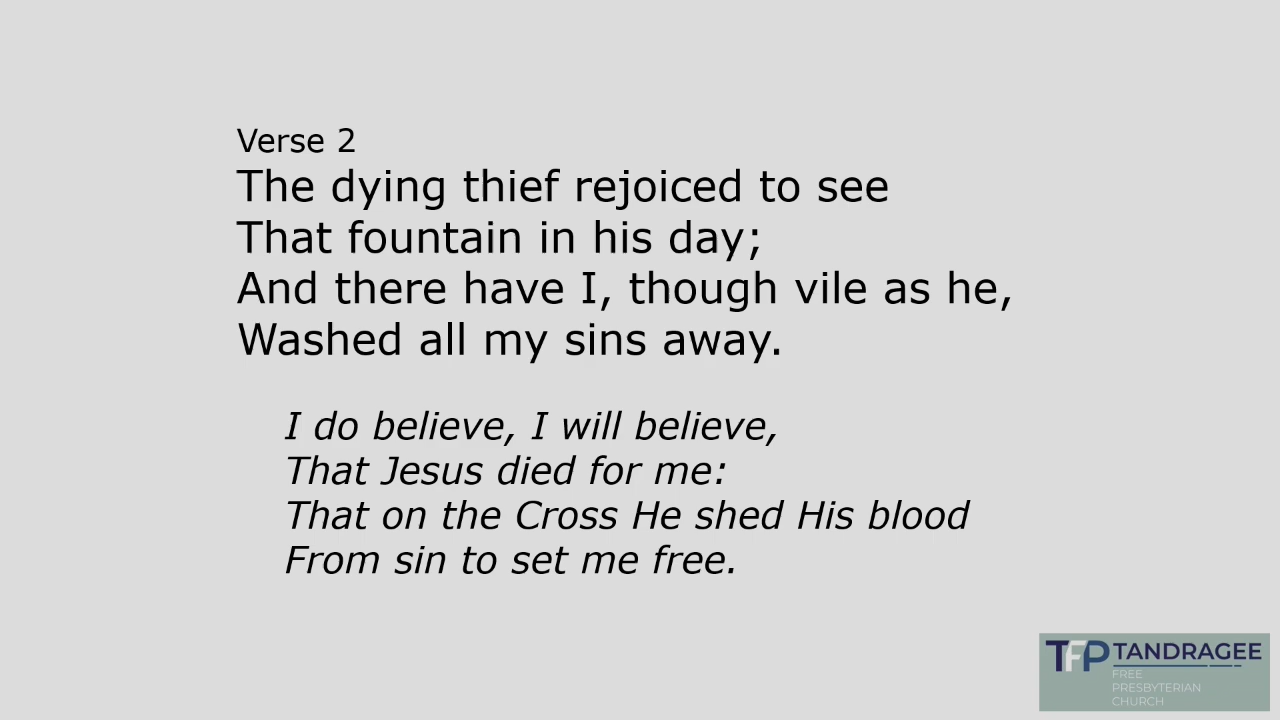 Verse 2
The dying thief rejoiced to see
That fountain in his day;
And there have I, though vile as he,
Washed all my sins away.
I do believe, I will believe,
That Jesus died for me:
That on the Cross He shed His blood
From sin to set me free.
TFP TANDRAGEE
FREE
PRESBYTERIAN
CHURCH